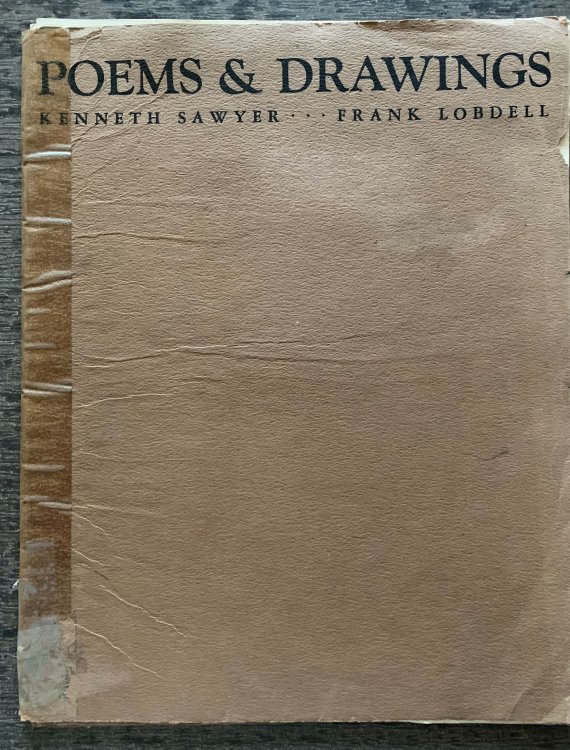 POEMS & DRAWINGS
KENNETH SAWYER · · · FRANK LOBDELL